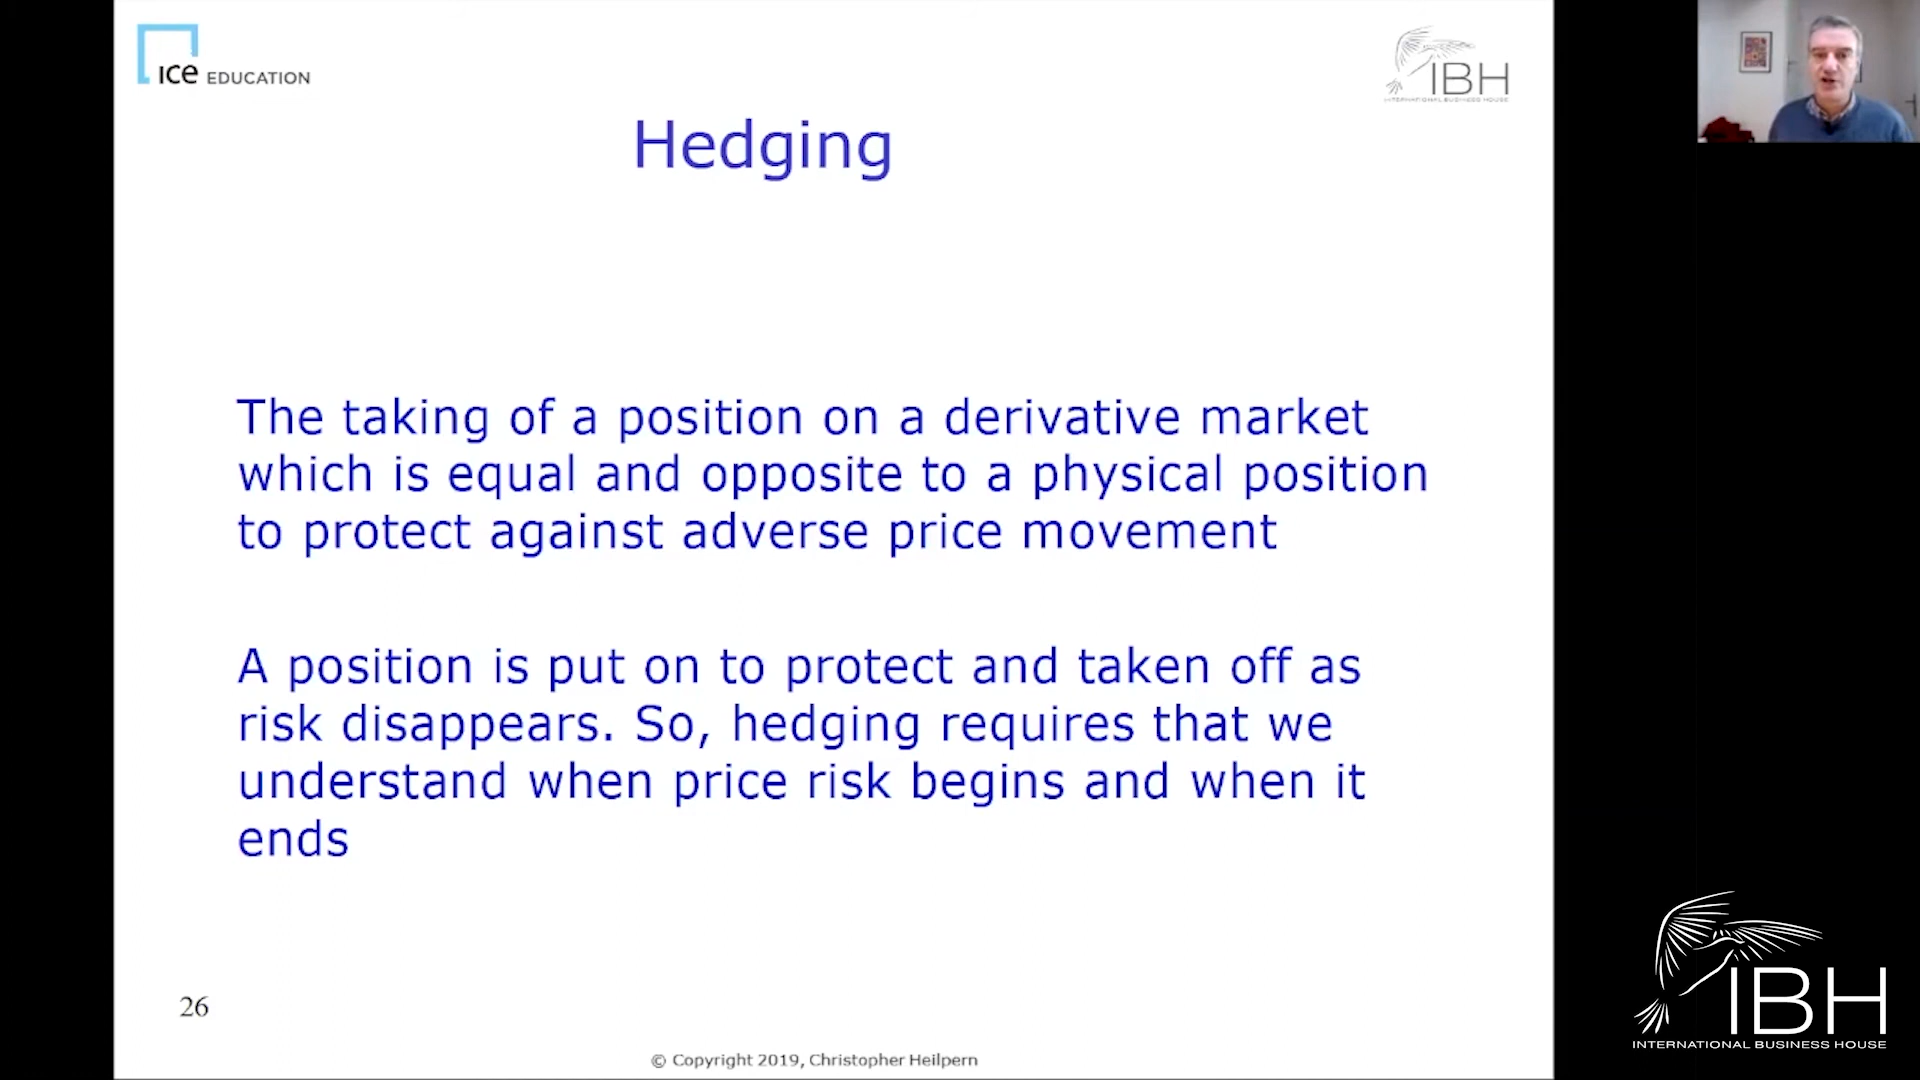 ice EDUCATION
IBH
INTERNATIONAL BUSINESS HOUSE
Hedging
The taking of a position on a derivative market
which is equal and opposite to a physical position
to protect against adverse price movement
A position is put on to protect and taken off as
risk disappears. So, hedging requires that we
understand when price risk begins and when it
ends
26
© Copyright 2019, Christopher Heilpern
IBH
INTERNATIONAL BUSINESS HOUSE